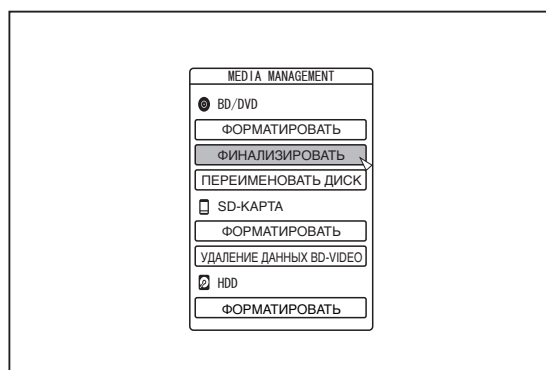 MEDIA MANAGEMENT
BD/DVD
ФОРМАТИРОВАТЬ
ФИНАЛИЗИРОВАТЬ
ПЕРЕИМЕНОВАТЬ ДИСК
SD-КАРТА
ФОРМАТИРОВАТЬ
УДАЛЕНИЕ ДАННЫХ BD-VIDEO
HDD
ФОРМАТИРОВАТЬ